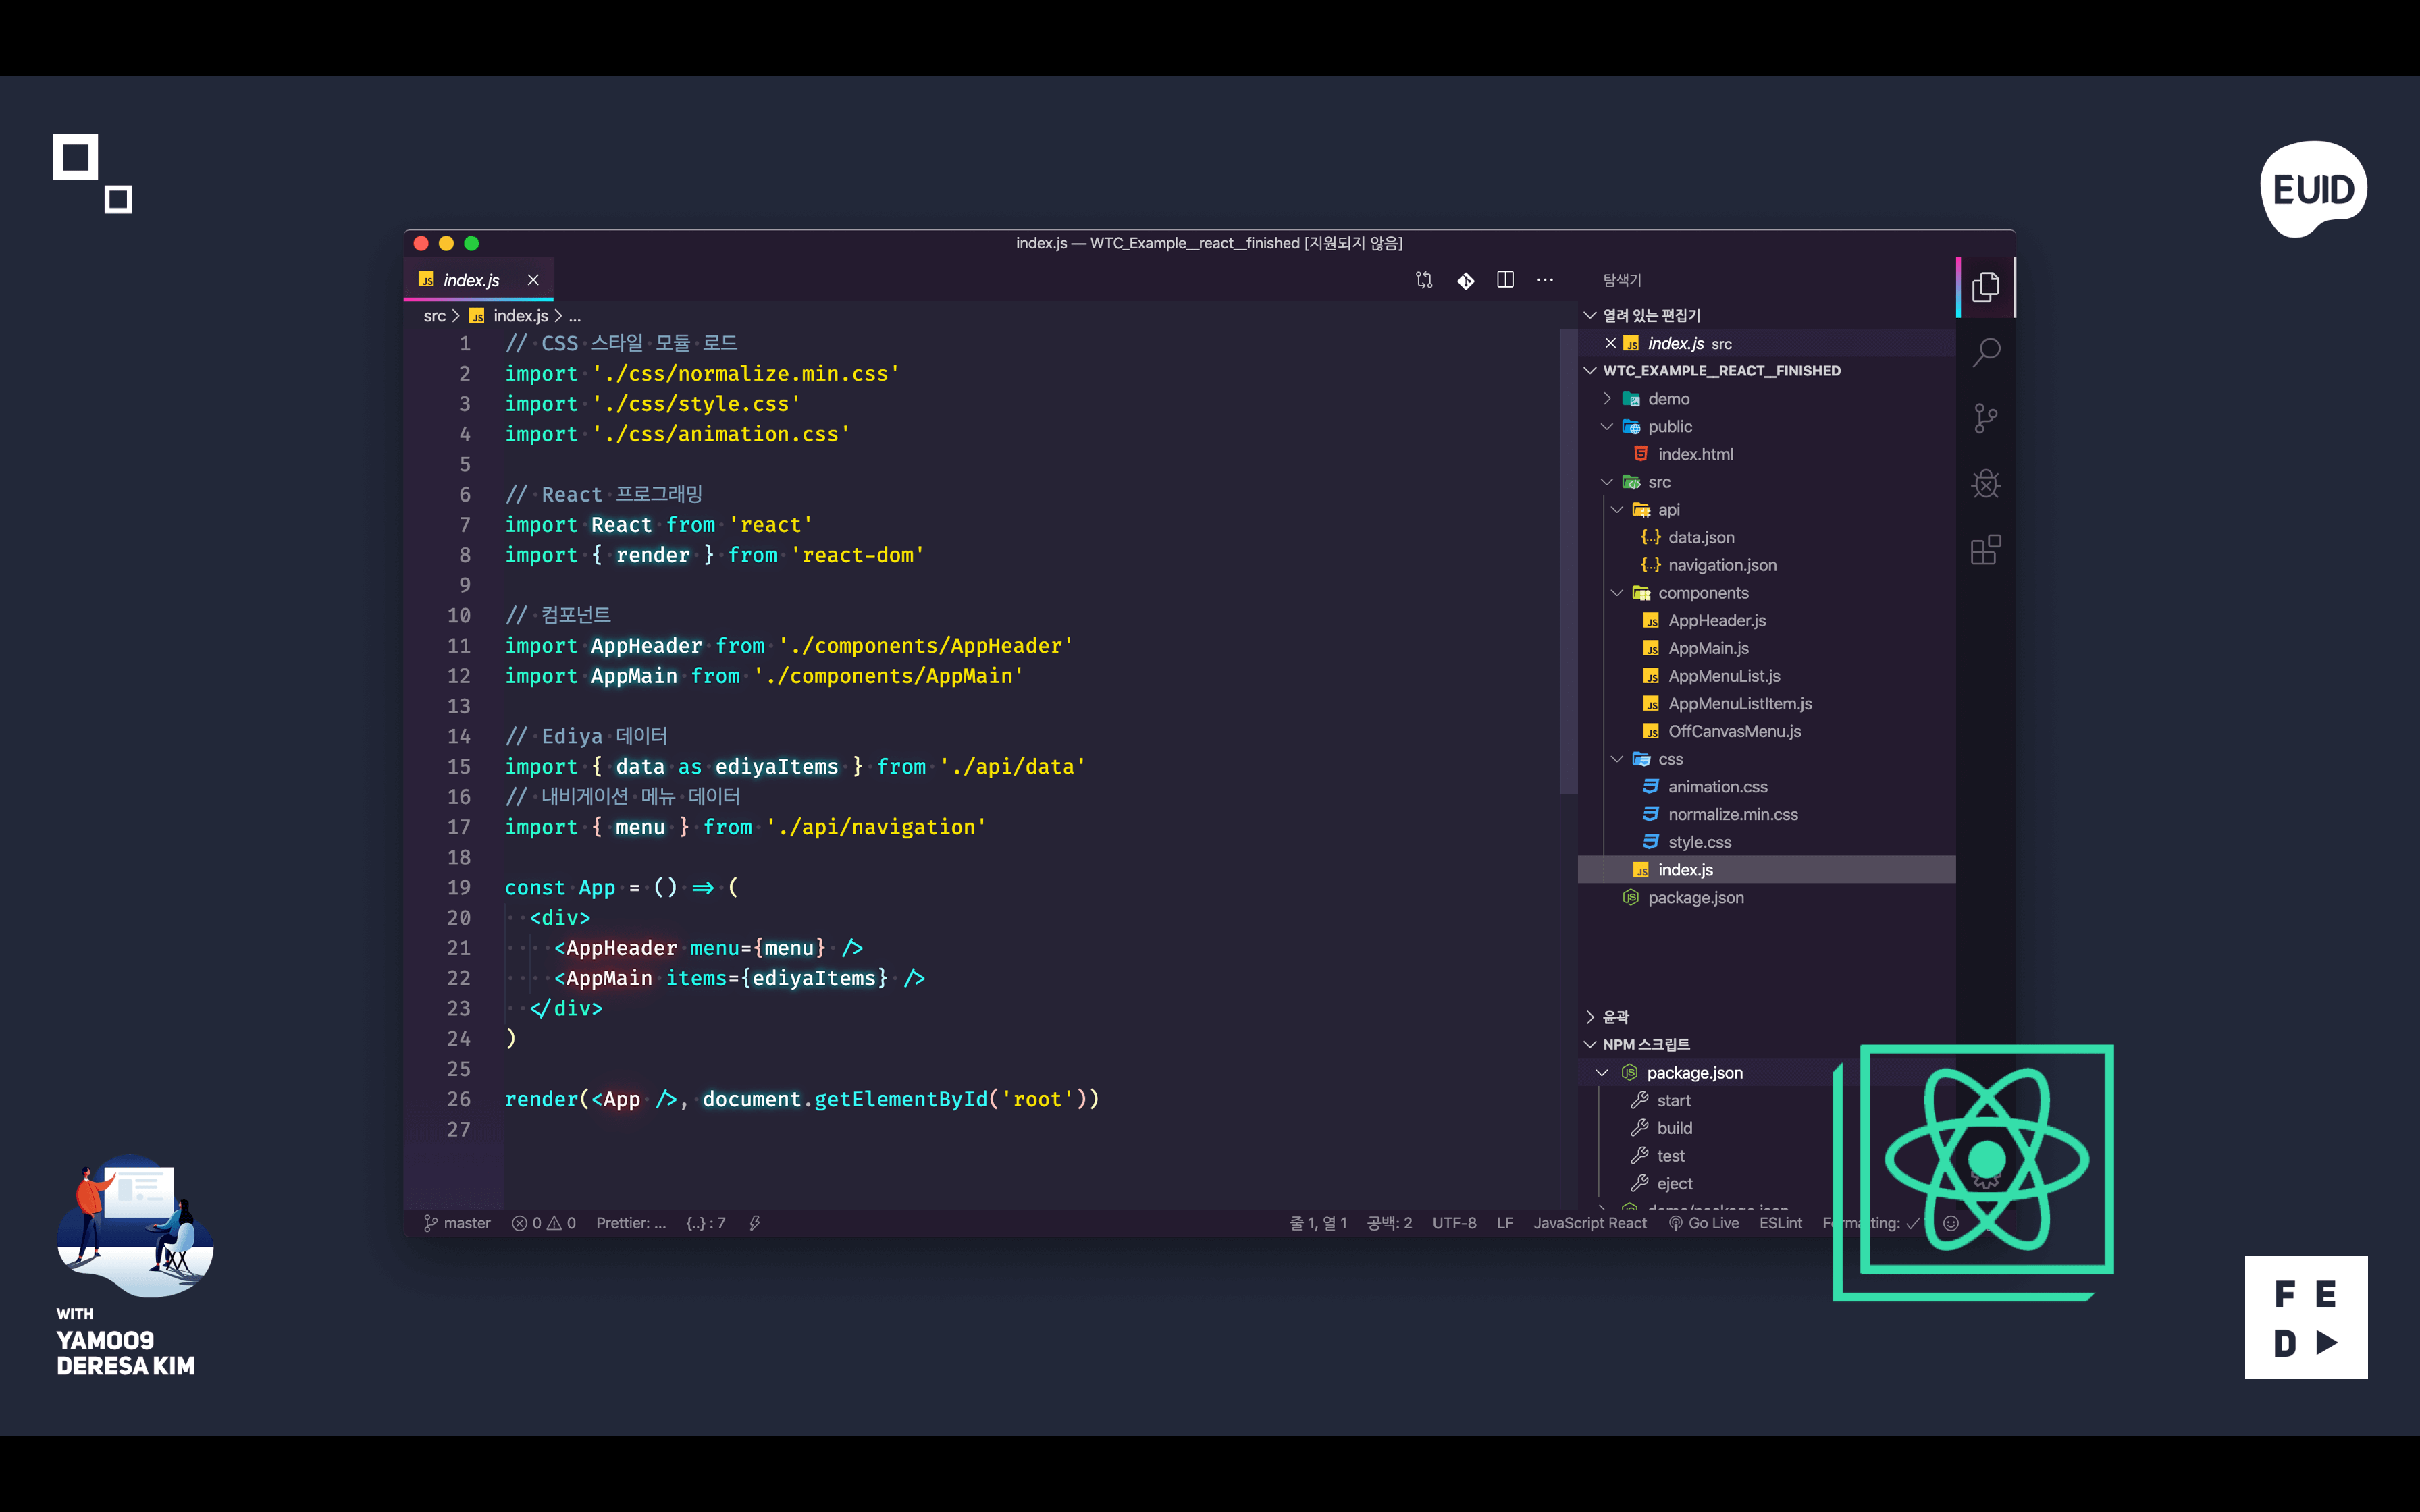 EUID
index.js — WTC_Example__react__finished [지원되지 않음]
JS index.js
src > JS index.js > ...
1 // CSS 스타일 모듈 로드
2 import './css/normalize.min.css'
3 import './css/style.css'
4 import './css/animation.css'
5
6 // React 프로그래밍
7 import React from 'react'
8 import { render } from 'react-dom'
9
10 // 컴포넌트
11 import AppHeader from './components/AppHeader'
12 import AppMain from './components/AppMain'
13
14 // Ediya 데이터
15 import { data as ediyaItems } from './api/data'
16 // 내비게이션 메뉴 데이터
17 import { menu } from './api/navigation'
18
19 const App = () => (
20 <div>
21 <AppHeader menu={menu} />
22 <AppMain items={ediyaItems} />
23 </div>
24 )
25
26 render(<App />, document.getElementById('root'))
27
탐색기
열려 있는 편집기
JS index.js src
WTC_EXAMPLE__REACT__FINISHED
demo
public
index.html
src
api
{..} data.json
{..} navigation.json
components
JS AppHeader.js
JS AppMain.js
JS AppMenuList.js
JS AppMenuListItem.js
JS OffCanvasMenu.js
css
animation.css
normalize.min.css
style.css
JS index.js
package.json
윤곽
NPM 스크립트
package.json
start
build
test
eject
master 0 0 Prettier: ... {..} : 7
줄 1, 열 1 공백: 2 UTF-8 LF JavaScript React Go Live ESLint Formatting: ✓
WITH
YAMOO9
DERESA KIM
F E
D